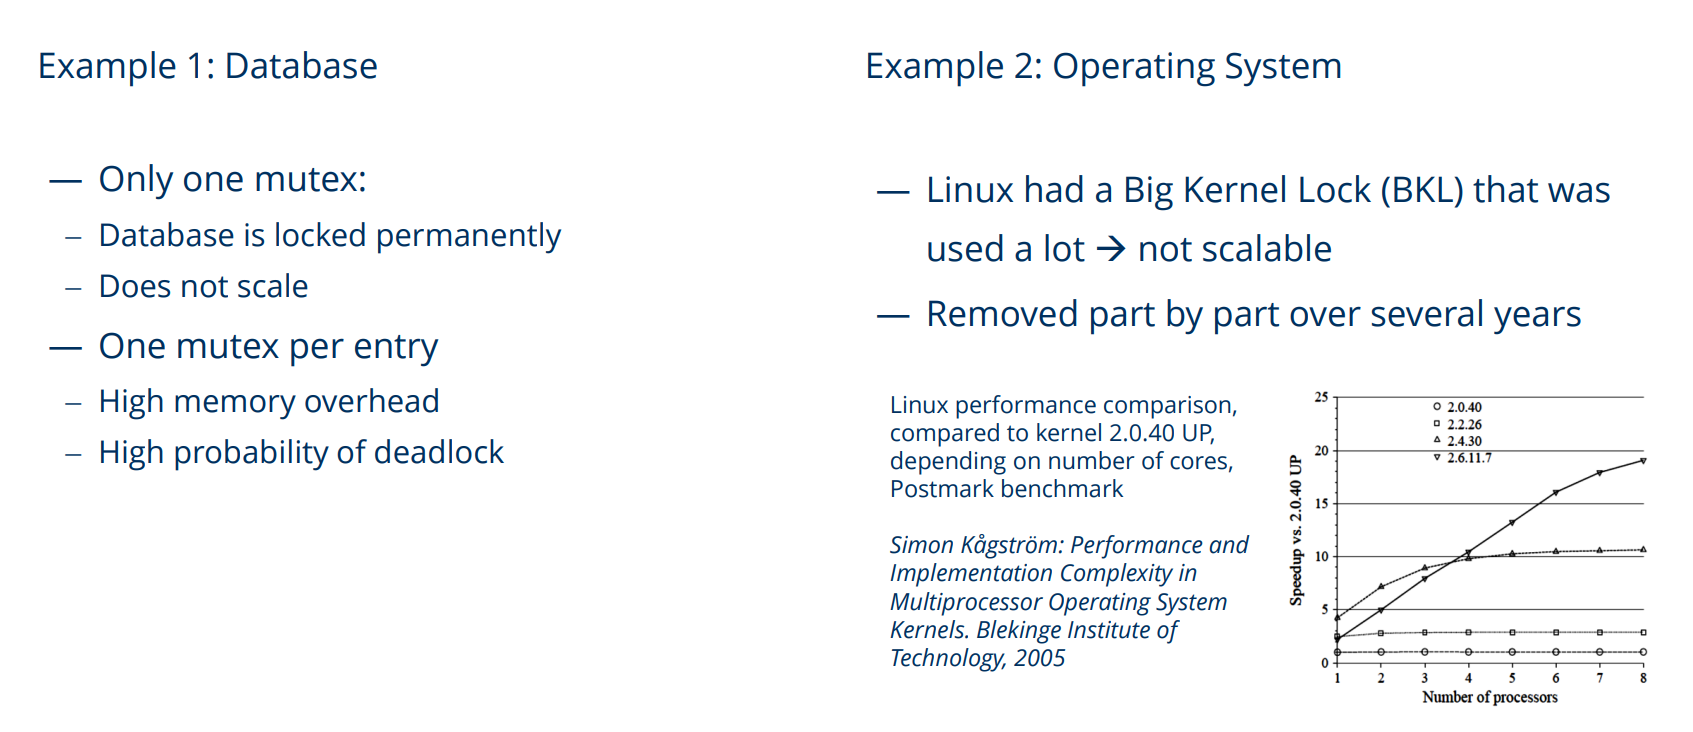 Example 1: Database
— Only one mutex:
– Database is locked permanently
– Does not scale
— One mutex per entry
– High memory overhead
– High probability of deadlock
Example 2: Operating System
— Linux had a Big Kernel Lock (BKL) that was
used a lot → not scalable
— Removed part by part over several years
Linux performance comparison,
compared to kernel 2.0.40 UP,
depending on number of cores,
Postmark benchmark
Simon Kågström: Performance and
Implementation Complexity in
Multiprocessor Operating System
Kernels. Blekinge Institute of
Technology, 2005
Speedup vs. 2.0.40 UP
25
20
15
10
5
0
2.0.40
2.2.26
2.4.30
2.6.11.7
1 2 3 4 5 6 7 8
Number of processors